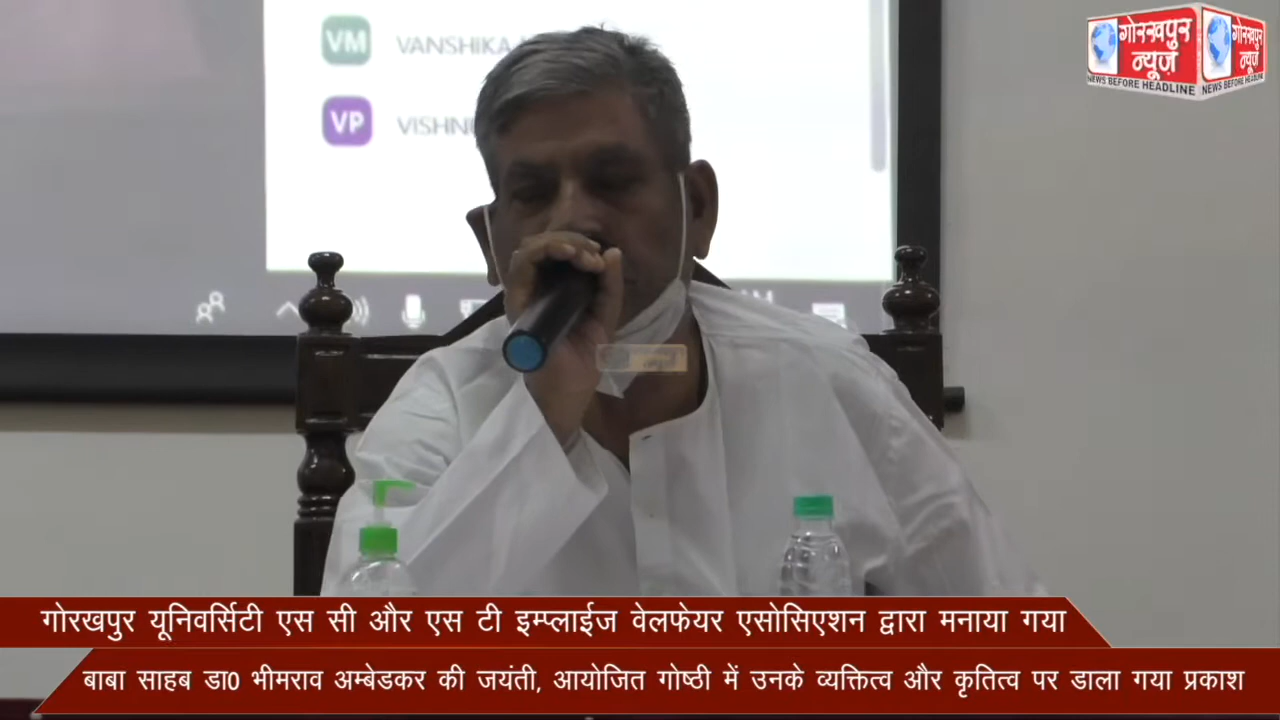 VM VANSHIKA
VP VISHNU
गोरखपुर न्यूज़
NEWS BEFORE HEADLINE
गोरखपुर न्यूज़
NEWS BEFORE HEADLINE
गोरखपुर यूनिवर्सिटी एस सी और एस टी इम्प्लाईज वेलफेयर एसोसिएशन द्वारा मनाया गया
बाबा साहब डा0 भीमराव अम्बेडकर की जयंती, आयोजित गोष्ठी में उनके व्यक्तित्व और कृतित्व पर डाला गया प्रकाश